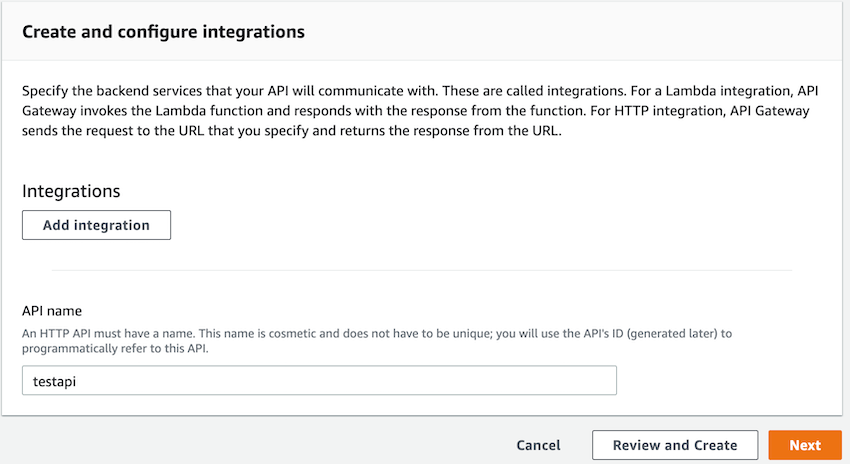 Create and configure integrations
Specify the backend services that your API will communicate with. These are called integrations. For a Lambda integration, API
Gateway invokes the Lambda function and responds with the response from the function. For HTTP integration, API Gateway
sends the request to the URL that you specify and returns the response from the URL.
Integrations
Add integration
API name
An HTTP API must have a name. This name is cosmetic and does not have to be unique; you will use the API's ID (generated later) to
programmatically refer to this API.
testapi
Cancel
Review and Create
Next